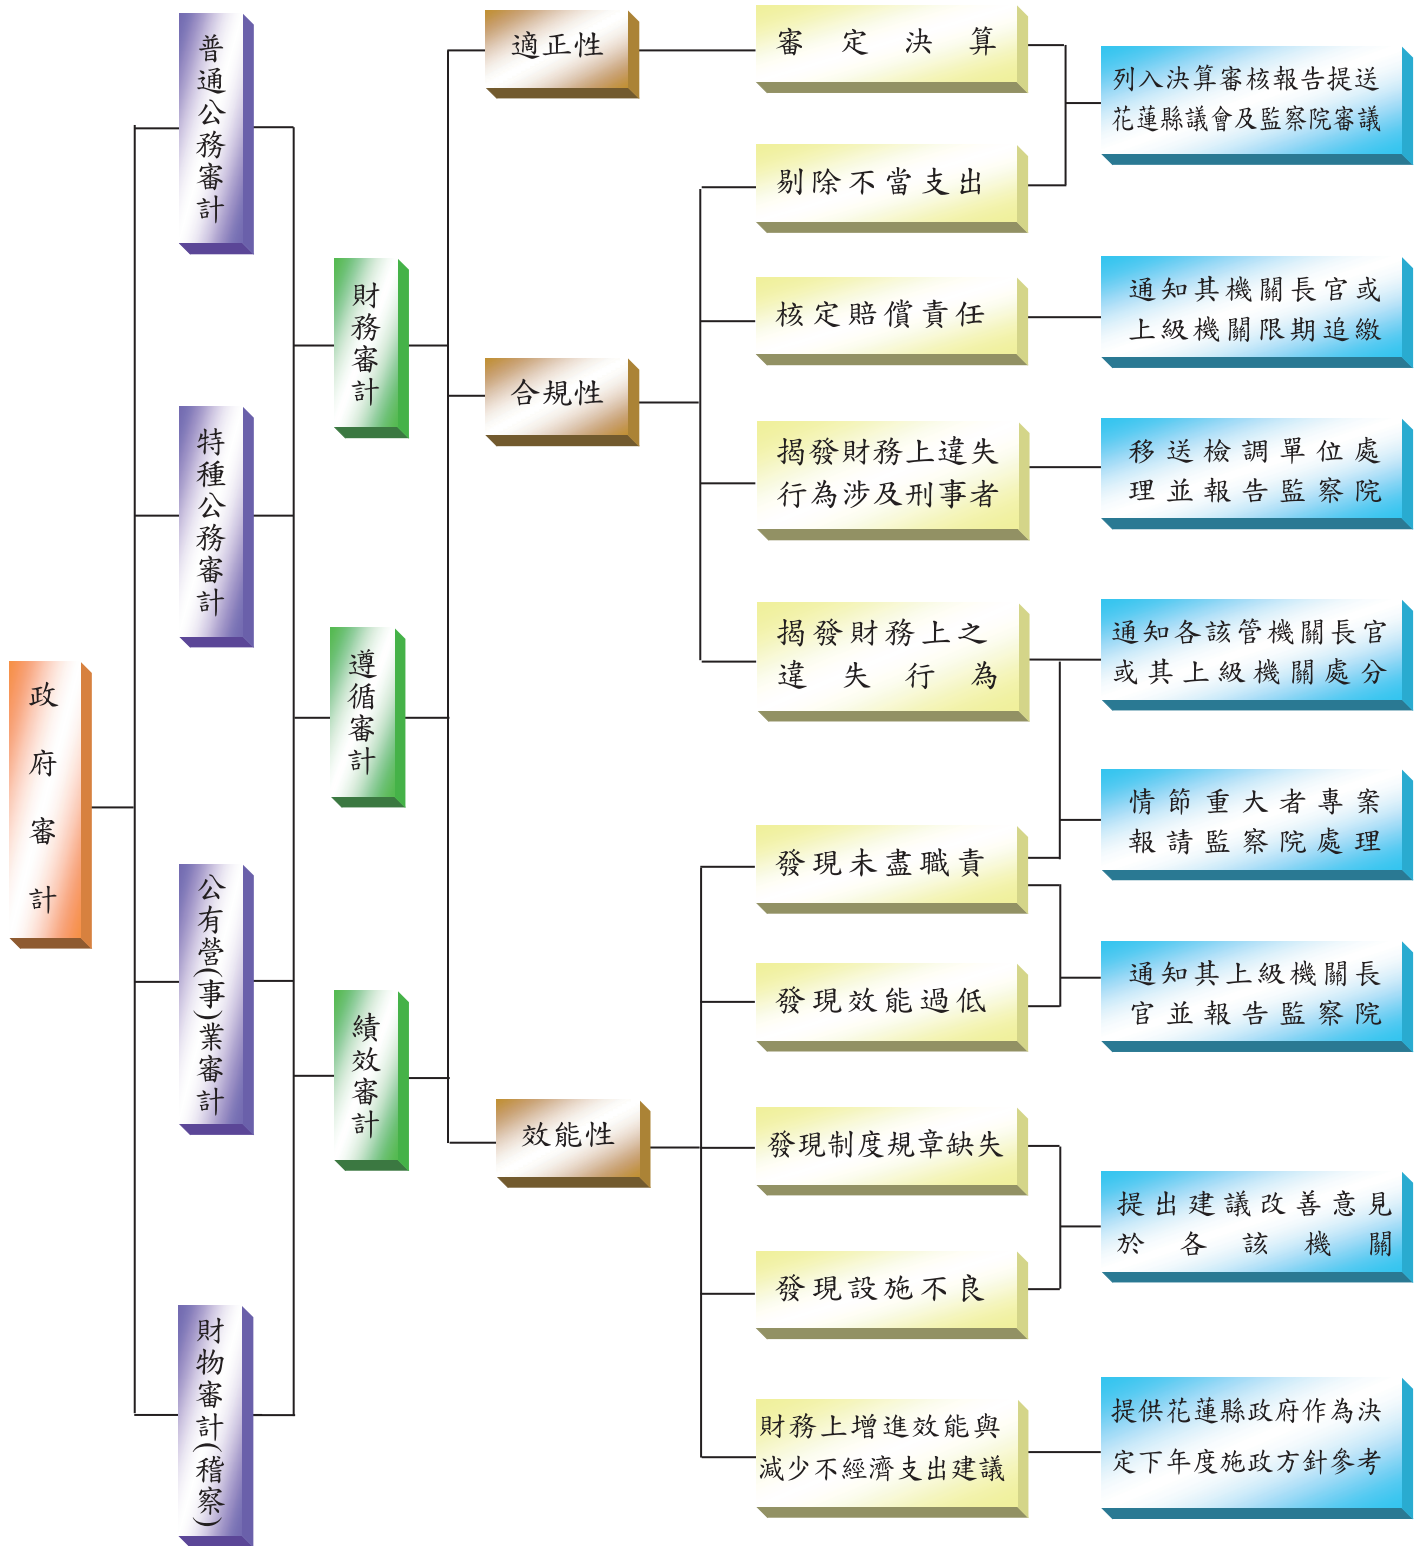 政府審計
普通公務審計
特種公務審計
公有營(事)業審計
財物審計(稽察)
財務審計
遵循審計
績效審計
適正性
合規性
效能性
審定決算
剔除不當支出
核定賠償責任
揭發財務上違失
行為涉及刑事者
揭發財務上之
違失行為
發現未盡職責
發現效能過低
發現制度規章缺失
發現設施不良
財務上增進效能與
減少不經濟支出建議
列入決算審核報告提送
花蓮縣議會及監察院審議
通知其機關長官或
上級機關限期追繳
移送檢調單位處
理並報告監察院
通知各該管機關長官
或其上級機關處分
情節重大者專案
報請監察院處理
通知其上級機關長
官並報告監察院
提出建議改善意見
於各該機關
提供花蓮縣政府作為決
定下年度施政方針參考